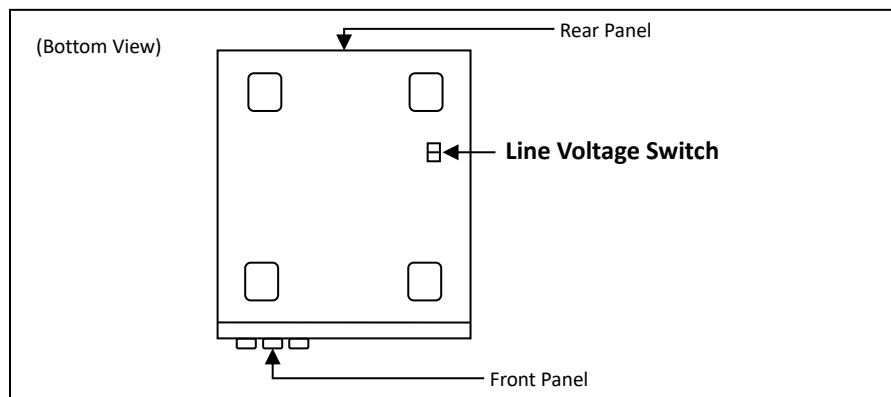 Rear Panel
(Bottom View)
Line Voltage Switch
Front Panel